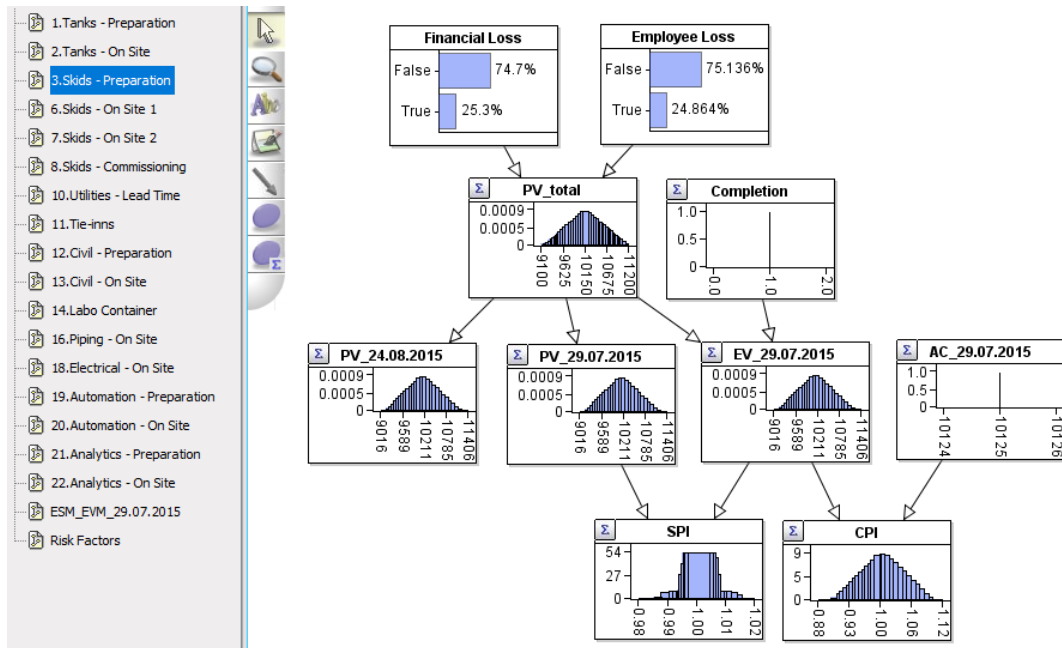 1.Tanks - Preparation
2.Tanks - On Site
3.Skids - Preparation
6.Skids - On Site 1
7.Skids - On Site 2
8.Skids - Commissioning
10.Utilities - Lead Time
11.Tie-inns
12.Civil - Preparation
13.Civil - On Site
14.Labo Container
16.Piping - On Site
18.Electrical - On Site
19.Automation - Preparation
20.Automation - On Site
21.Analytics - Preparation
22.Analytics - On Site
ESM_EVM_29.07.2015
Risk Factors
Abc
Σ
Financial Loss
False 74.7%
True 25.3%
Employee Loss
False 75.136%
True 24.864%
Σ PV_total
0.0009
0.0005
0
9100 9625 10150 10675 11200
Σ Completion
1.0
0.5
0
0.0 1.0 2.0
Σ PV_24.08.2015
0.0009
0.0005
0
9016 9589 10211 10785 11406
Σ PV_29.07.2015
0.0009
0.0005
0
9016 9589 10211 10785 11406
Σ EV_29.07.2015
0.0009
0.0005
0
9016 9589 10211 10785 11406
Σ AC_29.07.2015
1.0
0.5
0
10124 10125 10126
Σ SPI
54
27
0
0.98 0.99 1.00 1.01 1.02
Σ CPI
9
5
0
0.88 0.93 1.00 1.06 1.12